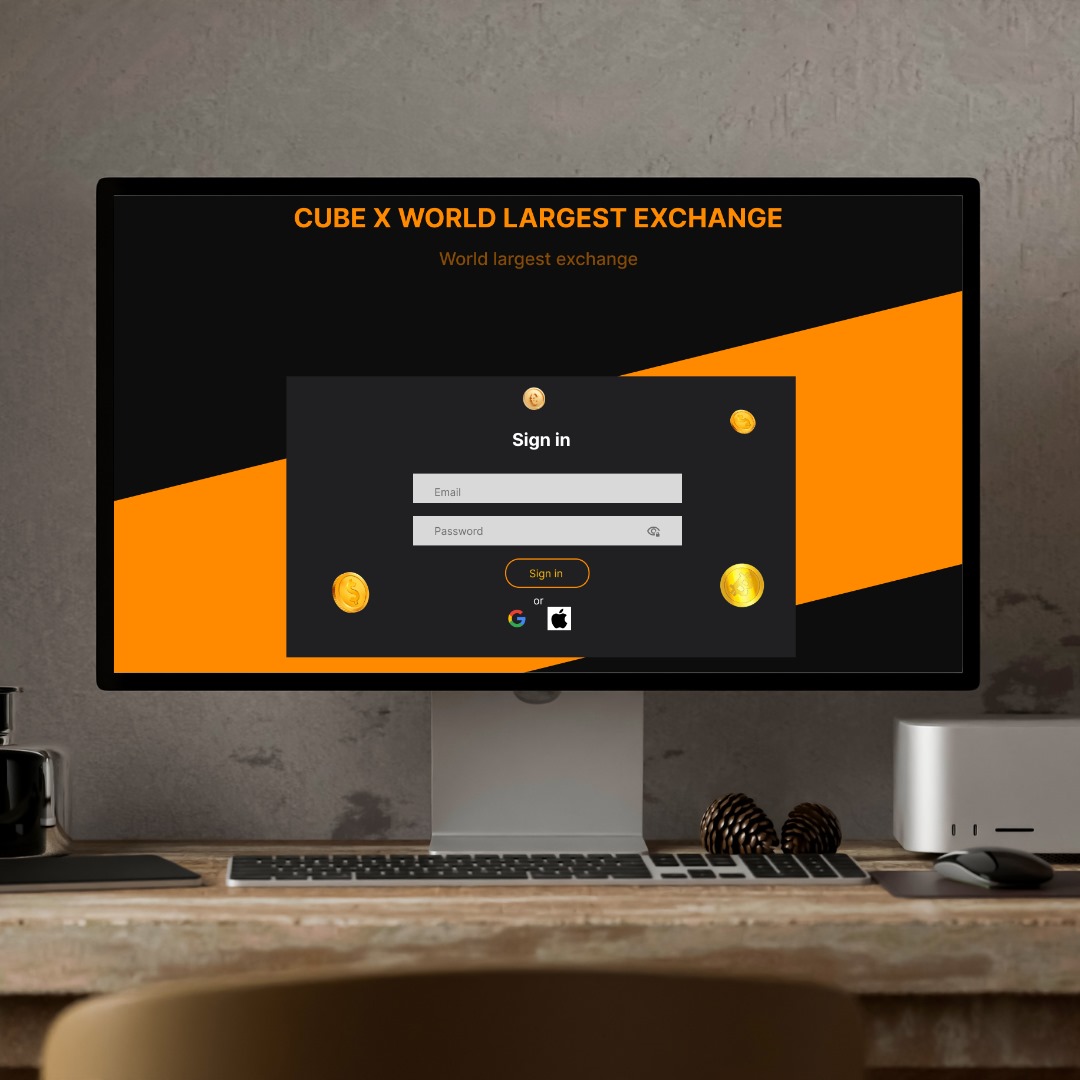 CUBE X WORLD LARGEST EXCHANGE
World largest exchange
Sign in
Email
Password
Sign in
or